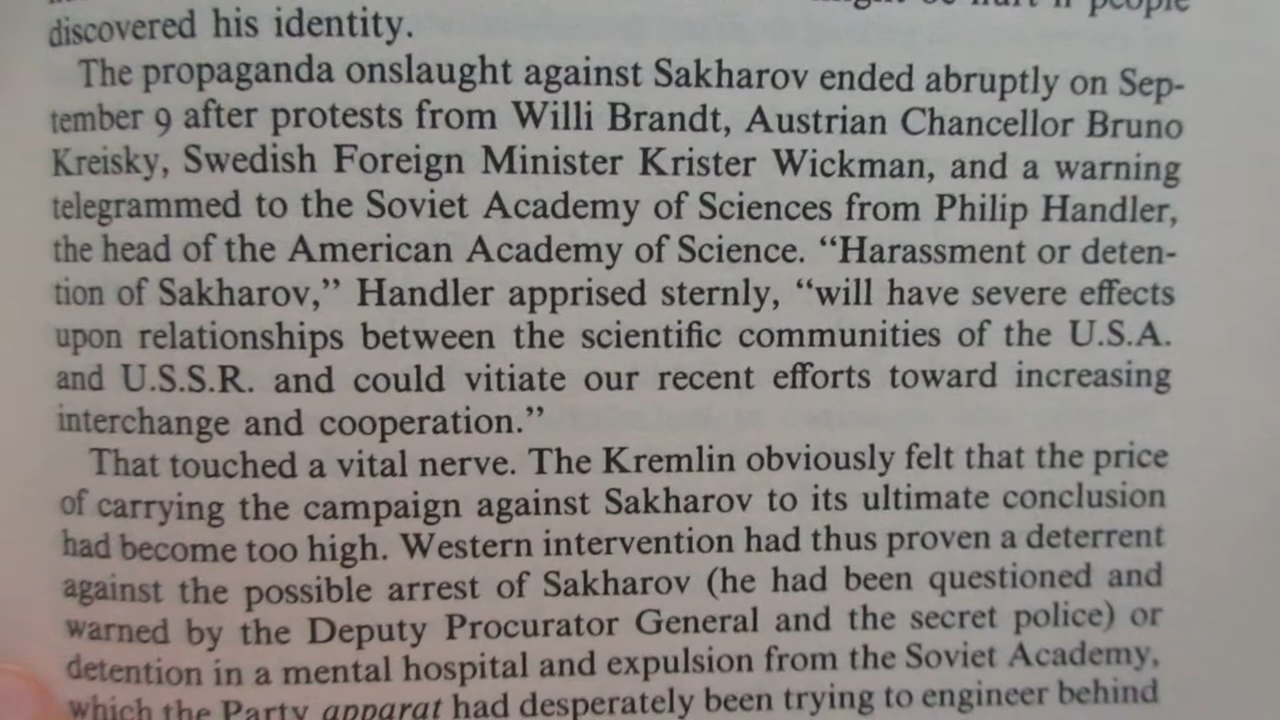 be hurt if people
discovered his identity.
The propaganda onslaught against Sakharov ended abruptly on Sep-
tember 9 after protests from Willi Brandt, Austrian Chancellor Bruno
Kreisky, Swedish Foreign Minister Krister Wickman, and a warning
telegrammed to the Soviet Academy of Sciences from Philip Handler,
the head of the American Academy of Science. “Harassment or deten-
tion of Sakharov,” Handler apprised sternly, “will have severe effects
upon relationships between the scientific communities of the U.S.A.
and U.S.S.R. and could vitiate our recent efforts toward increasing
interchange and cooperation.”
That touched a vital nerve. The Kremlin obviously felt that the price
of carrying the campaign against Sakharov to its ultimate conclusion
had become too high. Western intervention had thus proven a deterrent
against the possible arrest of Sakharov (he had been questioned and
warned by the Deputy Procurator General and the secret police) or
detention in a mental hospital and expulsion from the Soviet Academy,
which the Party apparat had desperately been trying to engineer behind